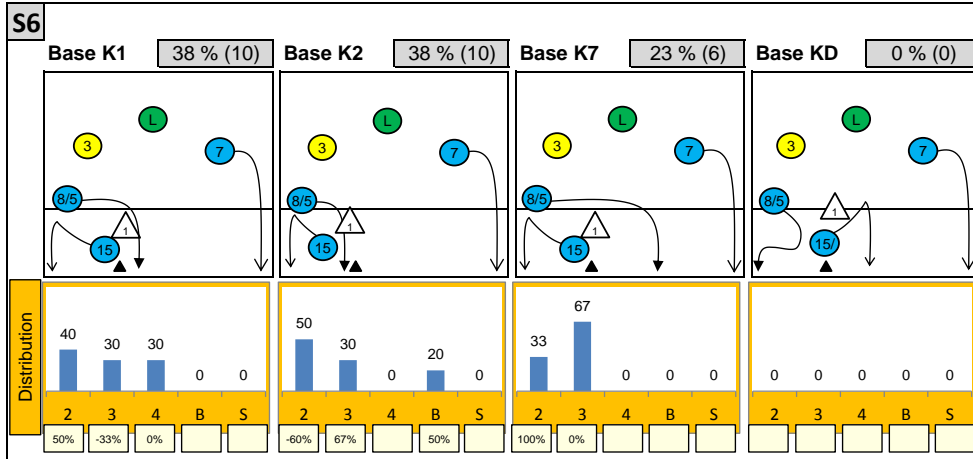 S6
Base K1 38 % (10) Base K2 38 % (10) Base K7 23 % (6) Base KD 0 % (0)
L L L L
3 7 3 7 3 7 3 7
8/5 8/5 8/5 8/5
1 1 1 1
15 15 15 15/
Distribution
40 30 30 0 0 50 30 0 20 0 33 67 0 0 0 0 0 0 0 0
2 3 4 B S 2 3 4 B S 2 3 4 B S 2 3 4 B S
50% -33% 0% -60% 67% 50% 100% 0%